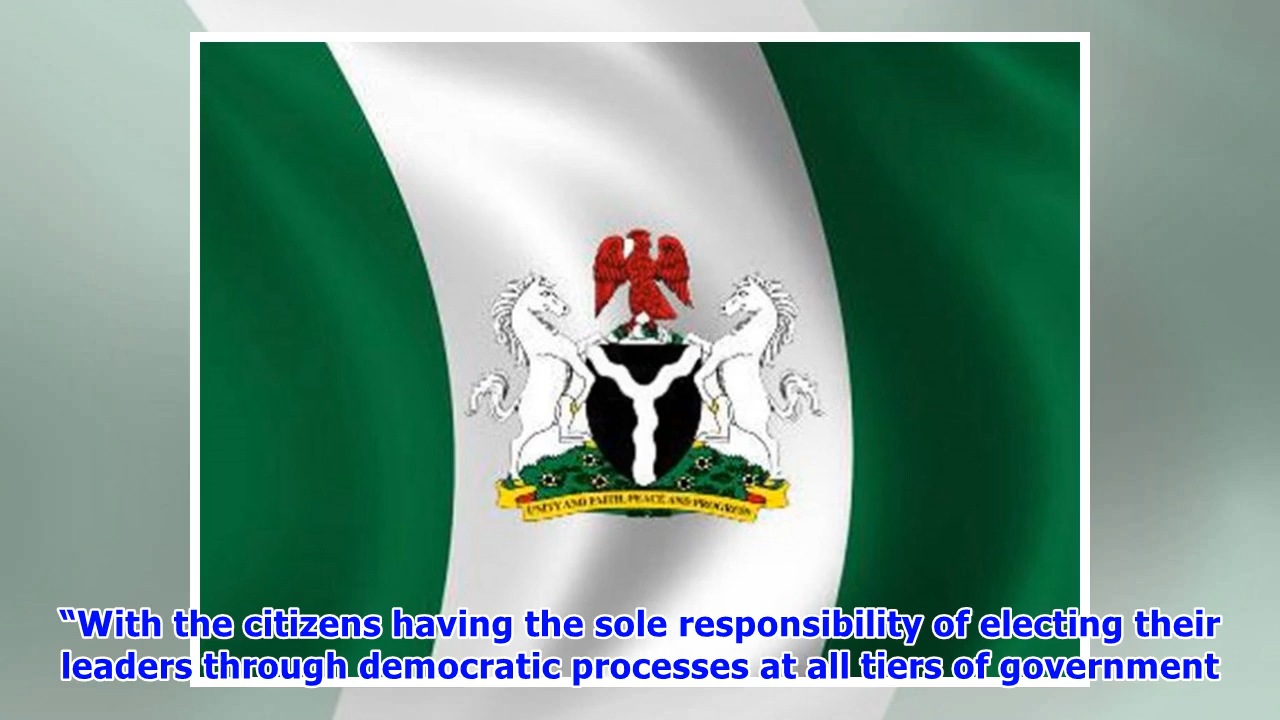 UNITY AND FAITH, PEACE AND PROGRESS
“With the citizens having the sole responsibility of electing their
leaders through democratic processes at all tiers of government